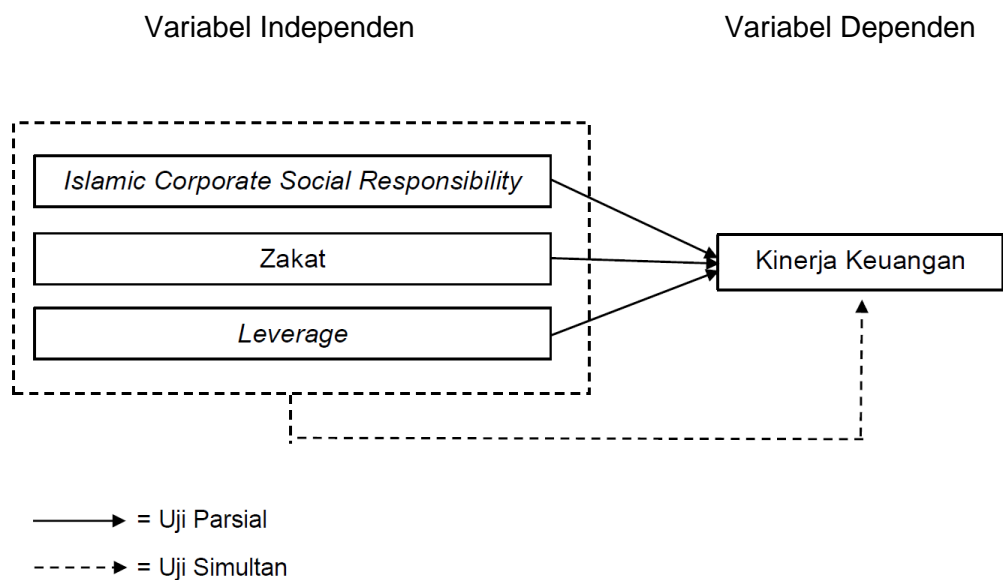 Variabel Independen
Variabel Dependen
Islamic Corporate Social Responsibility
Zakat
Kinerja Keuangan
Leverage
= Uji Parsial
= Uji Simultan